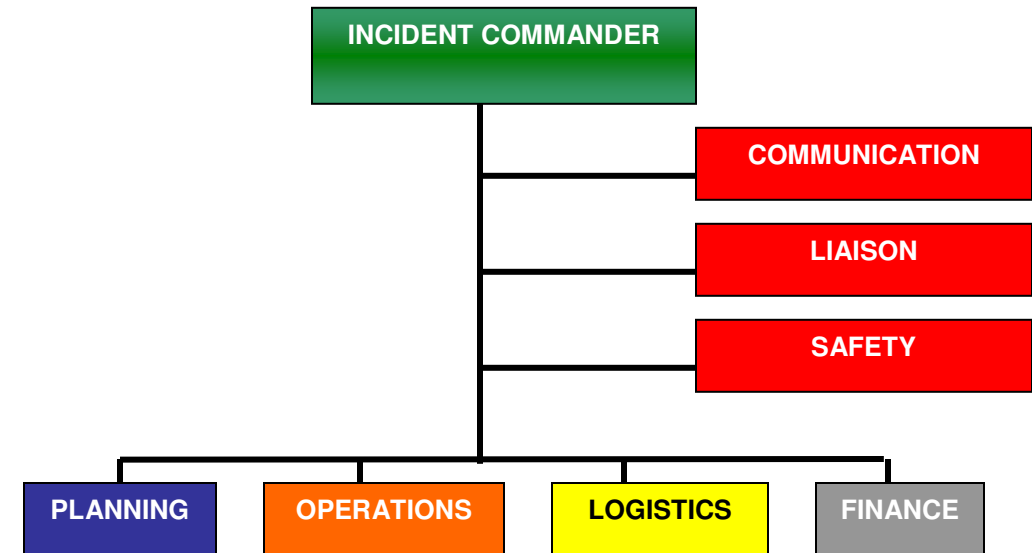 INCIDENT COMMANDER
COMMUNICATION
LIAISON
SAFETY
PLANNING
OPERATIONS
LOGISTICS
FINANCE